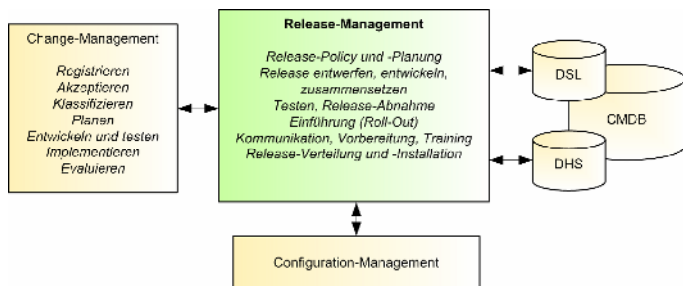 Change-Management
Registrieren
Akzeptieren
Klassifizieren
Planen
Entwickeln und testen
Implementieren
Evaluieren
Release-Management
Release-Policy und -Planung
Release entwerfen, entwickeln,
zusammensetzen
Testen, Release-Abnahme
Einführung (Roll-Out)
Kommunikation, Vorbereitung, Training
Release-Verteilung und -Installation
DSL
CMDB
DHS
Configuration-Management